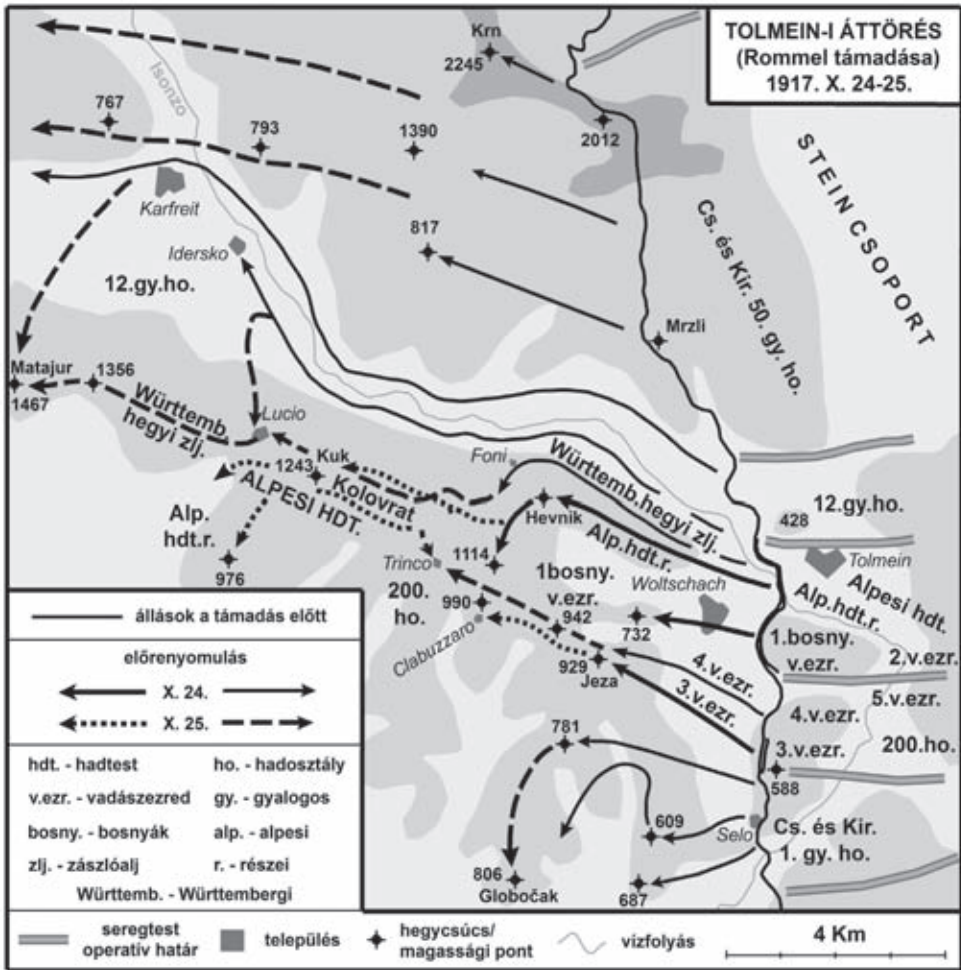 TOLMEIN-I ÁTTÖRÉS
(Rommel támadása)
1917. X. 24-25.
Krn
2245
Isonzo
767
793
1390
2012
STEINCSOPORT
Karfreit
Idersko
817
Cs. és Kir. 50. gy. ho.
12.gy.ho.
Mrzli
Matajur
1467
1356
Württemb.
hegyi zlj.
Lucio
Kuk
1243
Kolovrat
ALPESI HDT.
Foni
Württemb.hegyi zlj.
Hevnik
Alp.hdt.r.
12.gy.ho.
428
Tolmein
Alp.
hdt.r.
976
1114
Trinco
1bosny.
v.ezr.
Woltschach
Alpesi hdt.
Alp.hdt.r.
200.
ho.
990
942
732
1.bosny.
v.ezr.
2.v.ezr.
Clabuzzaro
929
Jeza
4.v.ezr.
3.v.ezr.
5.v.ezr.
4.v.ezr.
3.v.ezr.
200.ho.
781
588
609
Selo
Cs. és Kir.
1. gy. ho.
806
Globočak
687
állások a támadás előtt
előrenyomulás
X. 24.
X. 25.
hdt. - hadtest
ho. - hadosztály
v.ezr. - vadászezred
gy. - gyalogos
bosny. - bosnyák
alp. - alpesi
zlj. - zászlóalj
r. - részei
Württemb. - Württembergi
seregtest
operatív határ
település
hegycsúcs/
magassági pont
vízfolyás
4 Km